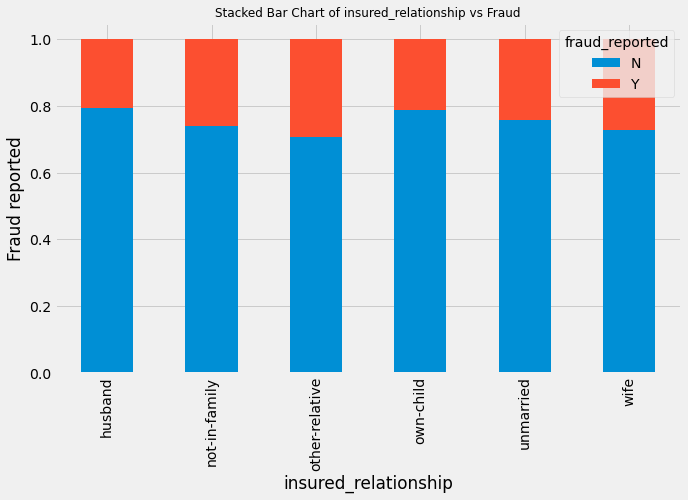 Stacked Bar Chart of insured_relationship vs Fraud
fraud_reported
N
Y
Fraud reported
1.0
0.8
0.6
0.4
0.2
0.0
husband
not-in-family
other-relative
own-child
unmarried
wife
insured_relationship